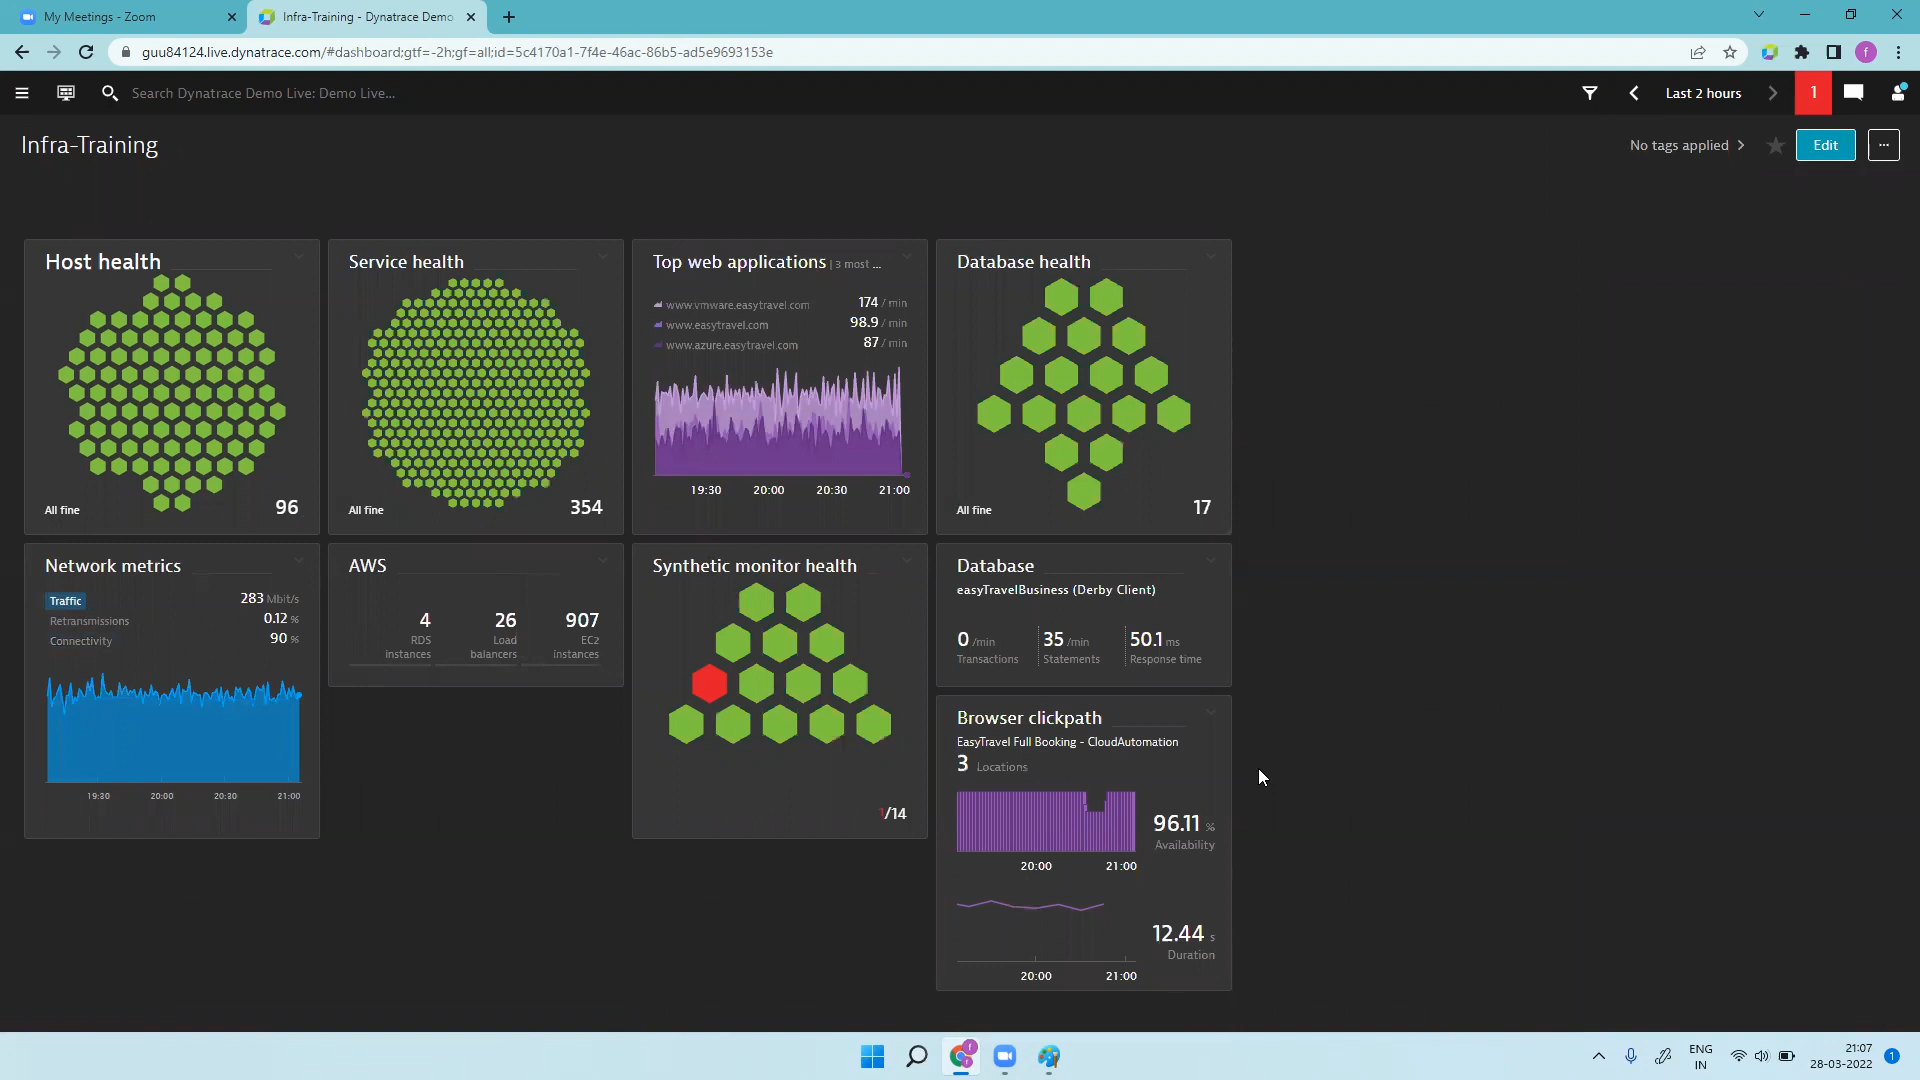 My Meetings - Zoom
Infra-Training - Dynatrace Demo
guu84124.live.dynatrace.com/#dashboard;gtf=-2h;gf=all;id=5c4170a1-7f4e-46ac-86b5-ad5e9693153e
f
Search Dynatrace Demo Live: Demo Live...
Last 2 hours
1
Infra-Training
No tags applied
Edit
...
Host health
All fine
96
Service health
All fine
354
Top web applications | 3 most ...
www.vmware.easytravel.com 174 / min
www.easytravel.com 98.9 / min
www.azure.easytravel.com 87 / min
19:30 20:00 20:30 21:00
Database health
All fine
17
Network metrics
Traffic 283 Mbit/s
Retransmissions 0.12 %
Connectivity 90 %
19:30 20:00 20:30 21:00
AWS
4 26 907
RDS Load EC2
instances balancers instances
Synthetic monitor health
1/14
Database
easyTravelBusiness (Derby Client)
0 /min 35 /min 50.1 ms
Transactions Statements Response time
Browser clickpath
EasyTravel Full Booking - CloudAutomation
3 Locations
96.11 %
Availability
20:00 21:00
12.44 s
Duration
20:00 21:00
ENG
IN
21:07
28-03-2022
1